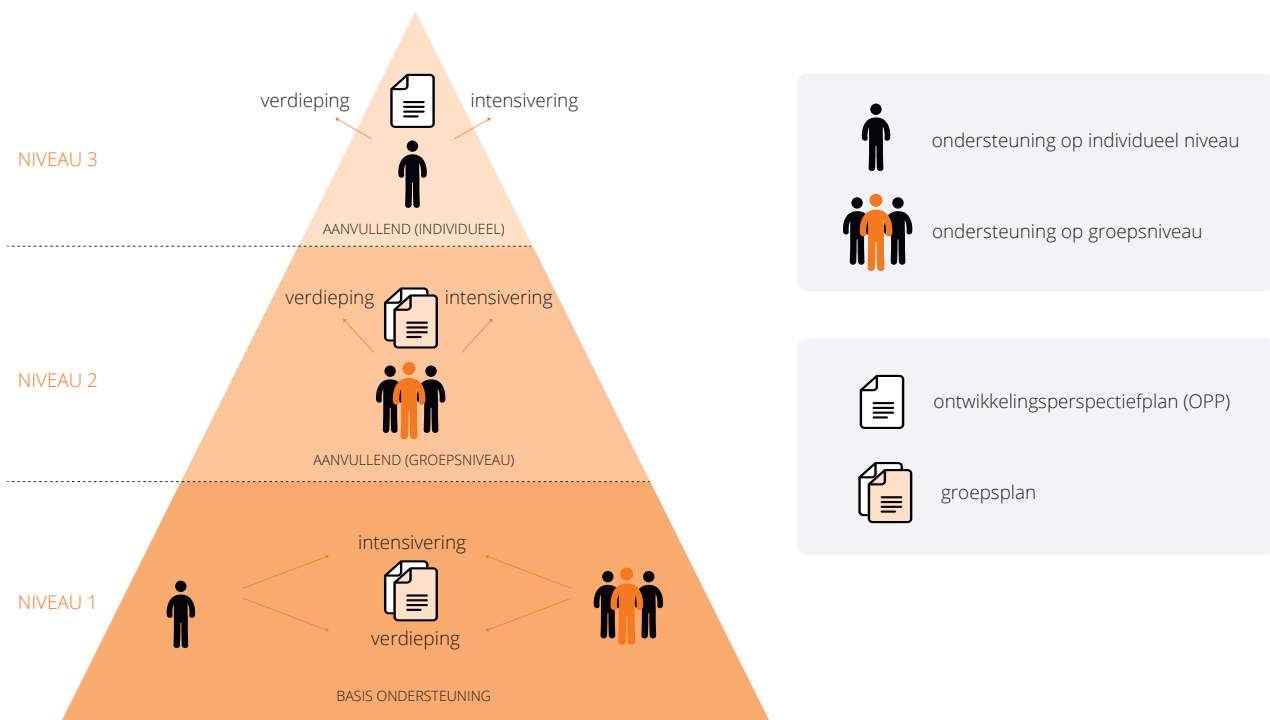 verdieping
intensivering
NIVEAU 3
AANVULLEND (INDIVIDUEEL)
verdieping
intensivering
NIVEAU 2
AANVULLEND (GROEPSNIVEAU)
intensivering
NIVEAU 1
verdieping
BASIS ONDERSTEUNING
ondersteuning op individueel niveau
ondersteuning op groepsniveau
ontwikkelingsperspectiefplan (OPP)
groepsplan